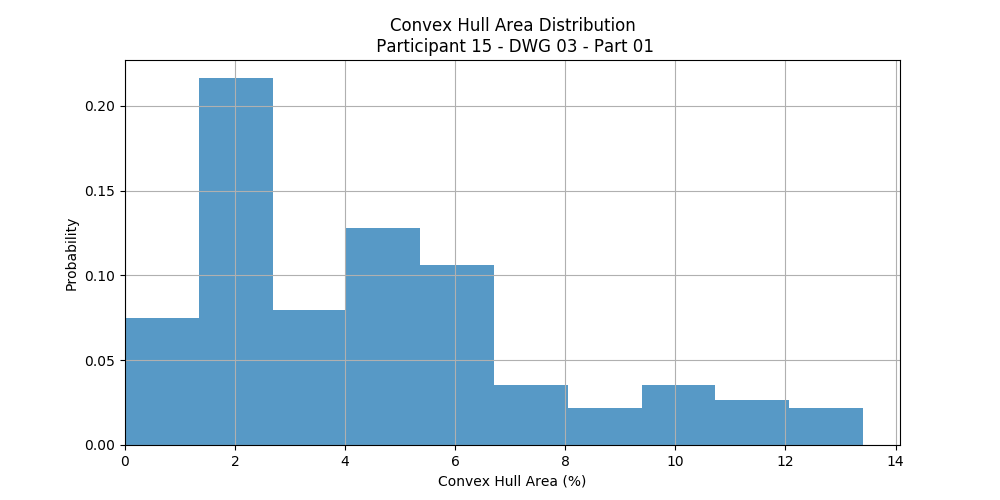 Convex Hull Area Distribution
Participant 15 - DWG 03 - Part 01
Probability
0.20
0.15
0.10
0.05
0.00
0 2 4 6 8 10 12 14
Convex Hull Area (%)